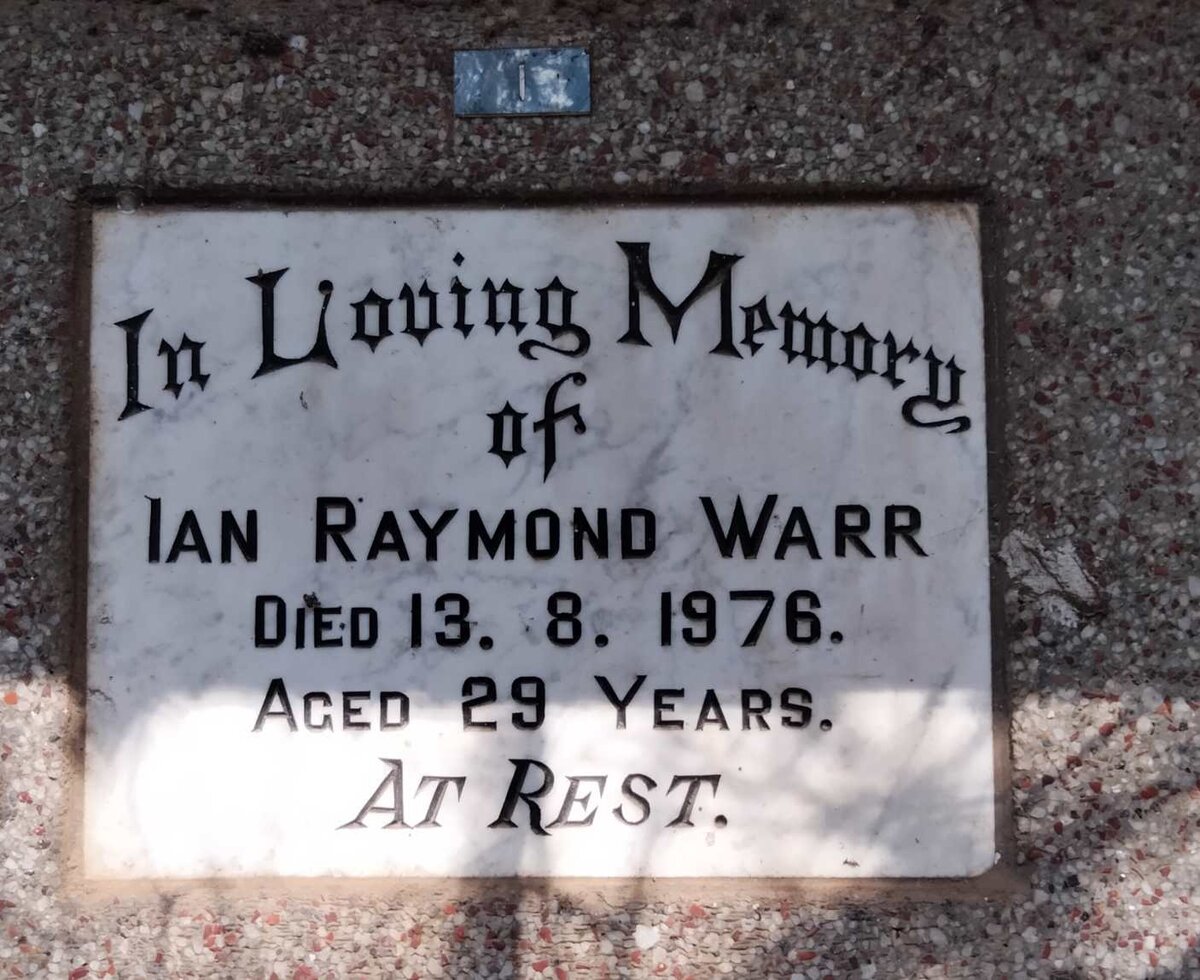 1
In Loving Memory
of
IAN RAYMOND WARR
DIED 13. 8. 1976.
AGED 29 YEARS.
AT REST.